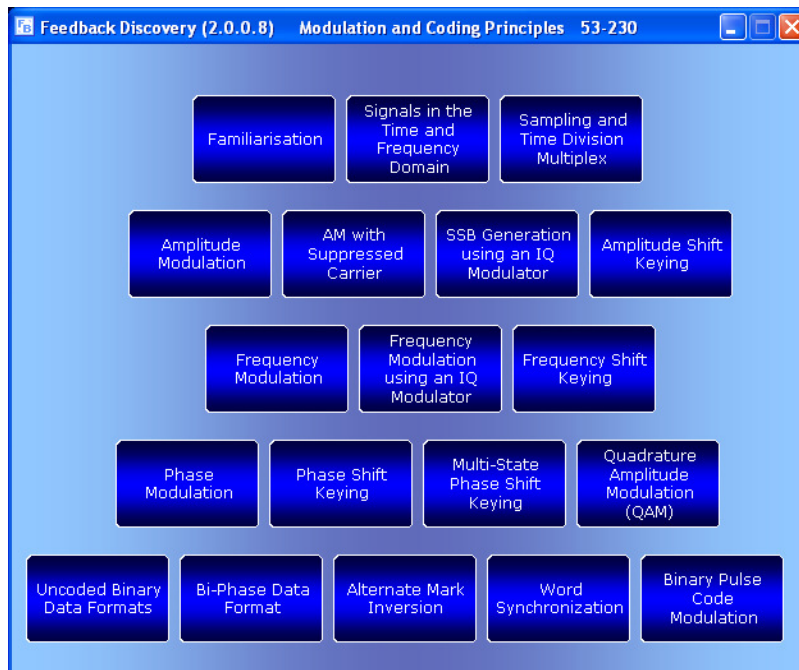 FB Feedback Discovery (2.0.0.8) Modulation and Coding Principles 53-230
Familiarisation
Signals in the
Time and
Frequency
Domain
Sampling and
Time Division
Multiplex
Amplitude
Modulation
AM with
Suppressed
Carrier
SSB Generation
using an IQ
Modulator
Amplitude Shift
Keying
Frequency
Modulation
Frequency
Modulation
using an IQ
Modulator
Frequency Shift
Keying
Phase
Modulation
Phase Shift
Keying
Multi-State
Phase Shift
Keying
Quadrature
Amplitude
Modulation
(QAM)
Uncoded Binary
Data Formats
Bi-Phase Data
Format
Alternate Mark
Inversion
Word
Synchronization
Binary Pulse
Code
Modulation